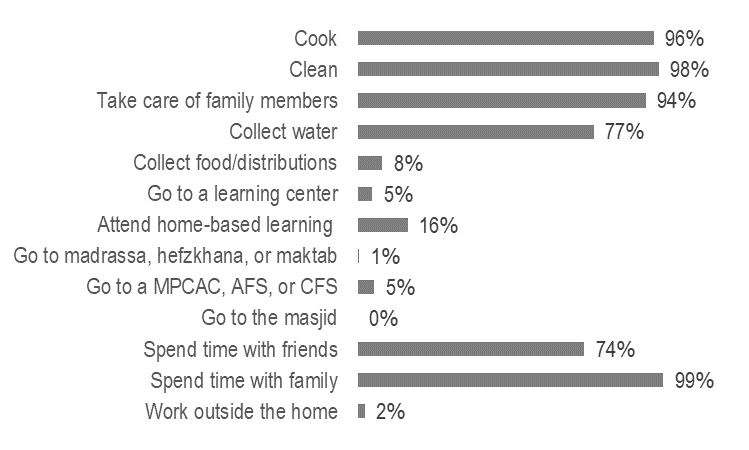 Cook 96%
Clean 98%
Take care of family members 94%
Collect water 77%
Collect food/distributions 8%
Go to a learning center 5%
Attend home-based learning 16%
Go to madrassa, hefzkhana, or maktab 1%
Go to a MPCAC, AFS, or CFS 5%
Go to the masjid 0%
Spend time with friends 74%
Spend time with family 99%
Work outside the home 2%